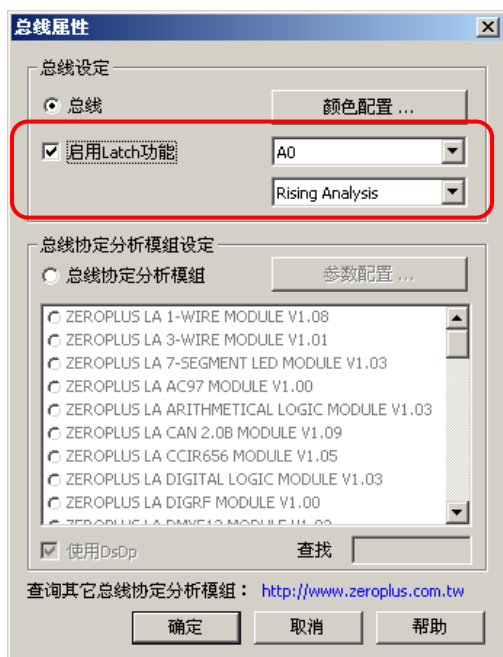 总线属性
总线设定
总线
颜色配置 ...
启用Latch功能
A0
Rising Analysis
总线协定分析模组设定
总线协定分析模组
参数配置 ...
ZEROPLUS LA 1-WIRE MODULE V1.08
ZEROPLUS LA 3-WIRE MODULE V1.01
ZEROPLUS LA 7-SEGMENT LED MODULE V1.03
ZEROPLUS LA AC97 MODULE V1.00
ZEROPLUS LA ARITHMETICAL LOGIC MODULE V1.03
ZEROPLUS LA CAN 2.0B MODULE V1.09
ZEROPLUS LA CCIR656 MODULE V1.05
ZEROPLUS LA DIGITAL LOGIC MODULE V1.03
ZEROPLUS LA DIGRF MODULE V1.00
ZEROPLUS LA DMX512 MODULE
使用DsDp
查找
查询其它总线协定分析模组： http://www.zeroplus.com.tw
确定
取消
帮助